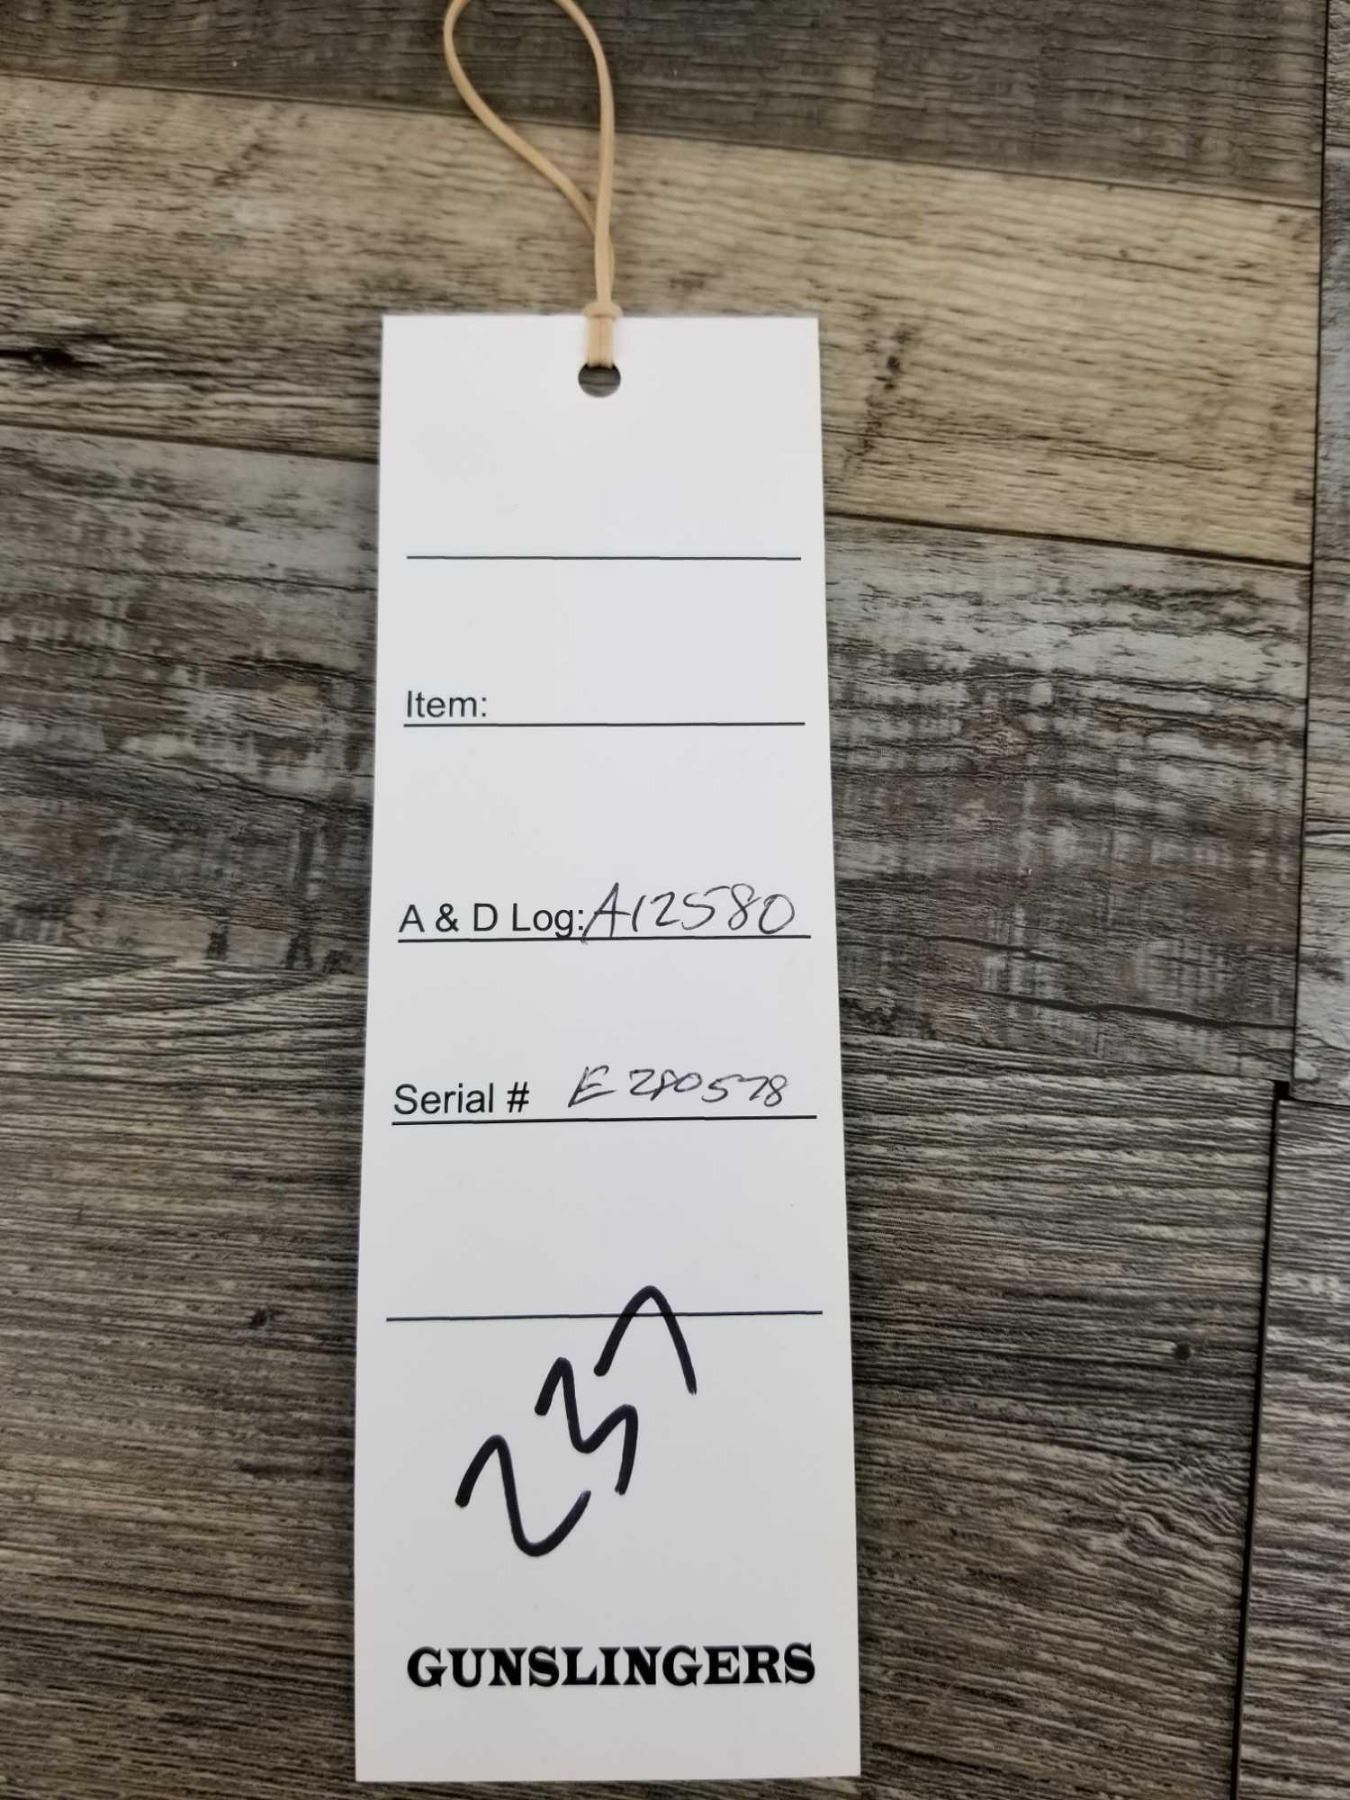 Item:
A & D Log: A12580
Serial # E280578
237
GUNSLINGERS